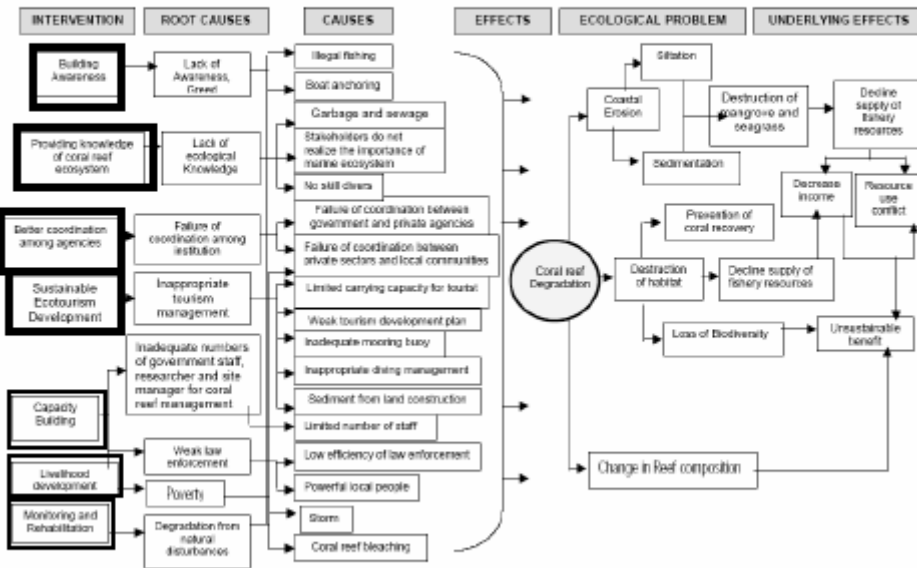 INTERVENTION
ROOT CAUSES
CAUSES
EFFECTS
ECOLOGICAL PROBLEM
UNDERLYING EFFECTS
Building
Awareness
Providing knowledge
of coral reef
ecosystem
Better coordination
among agencies
Sustainable
Ecotourism
Development
Capacity
Building
Livelihood
development
Monitoring and
Rehabilitation
Lack of
Awareness,
Greed
Lack of
ecological
Knowledge
Failure of
coordination among
institution
Inappropriate
tourism
management
Inadequate numbers
of government staff,
researcher and site
manager for coral
reef management
Weak law
enforcement
Poverty
Degradation from
natural
disturbances
Illegal fishing
Boat anchoring
Garbage and sewage
Stakeholders do not
realize the importance of
marine ecosystem
No skill divers
Failure of coordination between
government and private agencies
Failure of coordination between
private sectors and local communities
Limited carrying capacity for tourist
Weak tourism development plan
Inadequate mooring buoy
Inappropriate diving management
Sediment from land construction
Limited number of staff
Low efficiency of law enforcement
Powerful local people
Storm
Coral reef bleaching
Coral reef
Degradation
Siltation
Coastal
Erosion
Sedimentation
Destruction of
mangrove and
seagrass
Prevention of
coral recovery
Destruction
of habitat
Decline supply of
fishery resources
Loss of Biodiversity
Change in Reef composition
Decline
supply of
fishery
resources
Decrease
income
Resource
use
conflict
Unsustainable
benefit